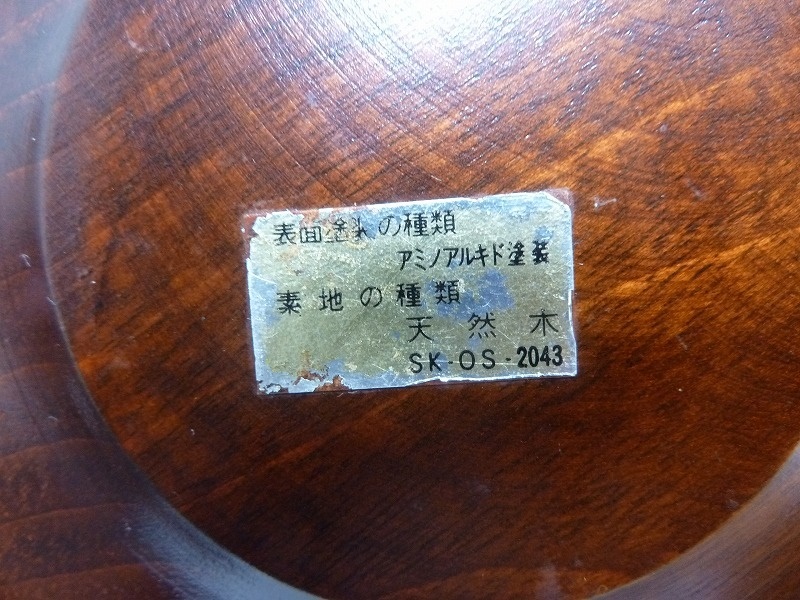 表面塗装の種類
アミノアルキド塗装
素地の種類
天然木
SK-OS-2043